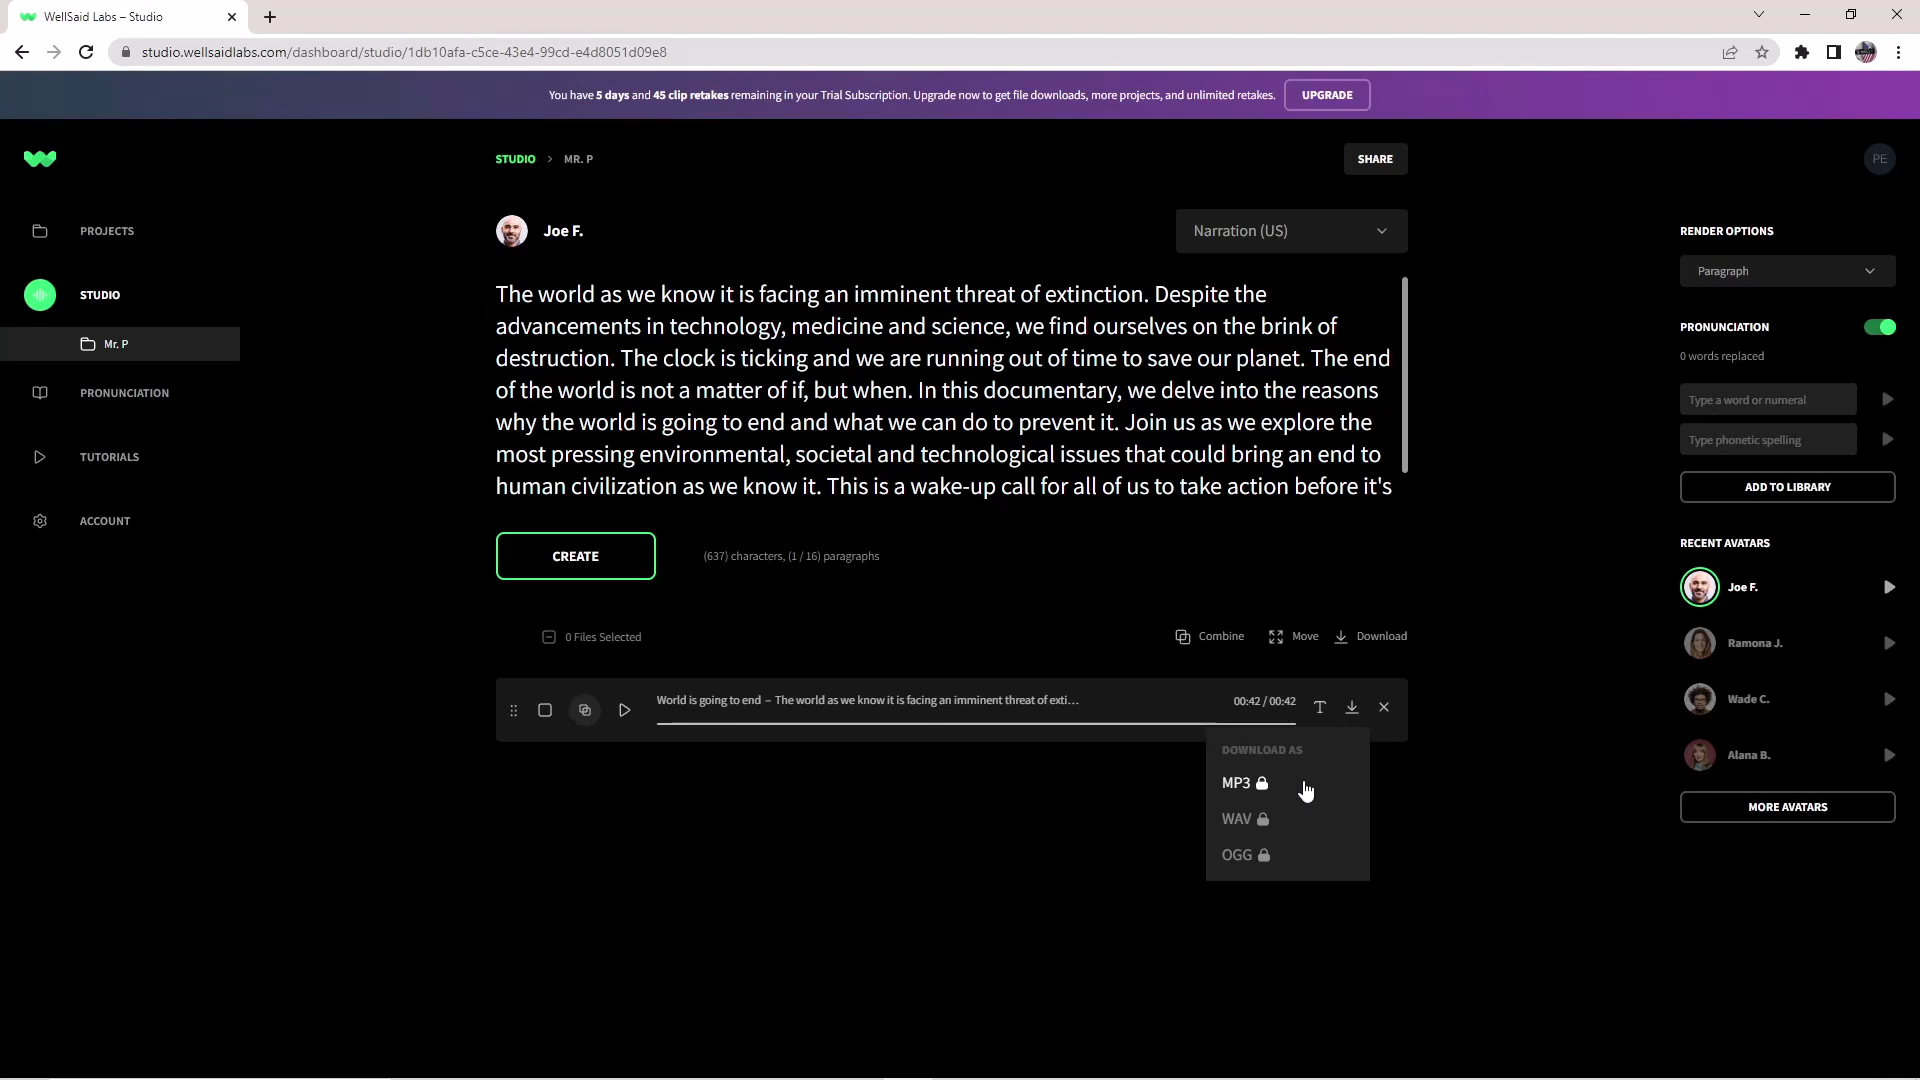 WellSaid Labs – Studio
studio.wellsaidlabs.com/dashboard/studio/1db10afa-c5ce-43e4-99cd-e4d8051d09e8
You have 5 days and 45 clip retakes remaining in your Trial Subscription. Upgrade now to get file downloads, more projects, and unlimited retakes.
UPGRADE
STUDIO > MR. P
SHARE
PE
PROJECTS
STUDIO
Mr. P
PRONUNCIATION
TUTORIALS
ACCOUNT
Joe F.
Narration (US)
The world as we know it is facing an imminent threat of extinction. Despite the
advancements in technology, medicine and science, we find ourselves on the brink of
destruction. The clock is ticking and we are running out of time to save our planet. The end
of the world is not a matter of if, but when. In this documentary, we delve into the reasons
why the world is going to end and what we can do to prevent it. Join us as we explore the
most pressing environmental, societal and technological issues that could bring an end to
human civilization as we know it. This is a wake-up call for all of us to take action before it's
CREATE
(637) characters, (1 / 16) paragraphs
0 Files Selected
Combine
Move
Download
World is going to end – The world as we know it is facing an imminent threat of exti...
00:42 / 00:42
DOWNLOAD AS
MP3
WAV
OGG
RENDER OPTIONS
Paragraph
PRONUNCIATION
0 words replaced
Type a word or numeral
Type phonetic spelling
ADD TO LIBRARY
RECENT AVATARS
Joe F.
Ramona J.
Wade C.
Alana B.
MORE AVATARS